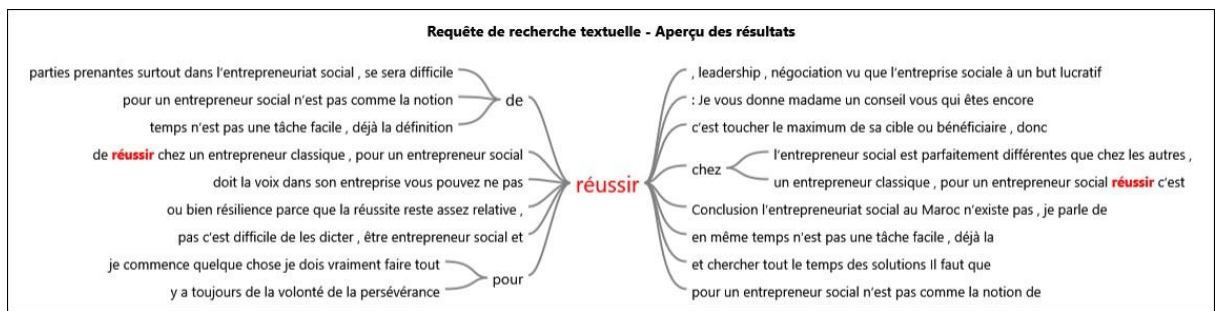 Requête de recherche textuelle - Aperçu des résultats
parties prenantes surtout dans l'entrepreneuriat social , se sera difficile
pour un entrepreneur social n'est pas comme la notion
temps n'est pas une tâche facile , déjà la définition
de
de réussir chez un entrepreneur classique , pour un entrepreneur social
doit la voix dans son entreprise vous pouvez ne pas
ou bien résilience parce que la réussite reste assez relative ,
pas c'est difficile de les dicter , être entrepreneur social et
je commence quelque chose je dois vraiment faire tout
y a toujours de la volonté de la persévérance
pour
réussir
, leadership , négociation vu que l'entreprise sociale à un but lucratif
: Je vous donne madame un conseil vous qui êtes encore
c'est toucher le maximum de sa cible ou bénéficiaire , donc
chez
l'entrepreneur social est parfaitement différentes que chez les autres ,
un entrepreneur classique , pour un entrepreneur social réussir c'est
Conclusion l'entrepreneuriat social au Maroc n'existe pas , je parle de
en même temps n'est pas une tâche facile , déjà la
et chercher tout le temps des solutions Il faut que
pour un entrepreneur social n'est pas comme la notion de